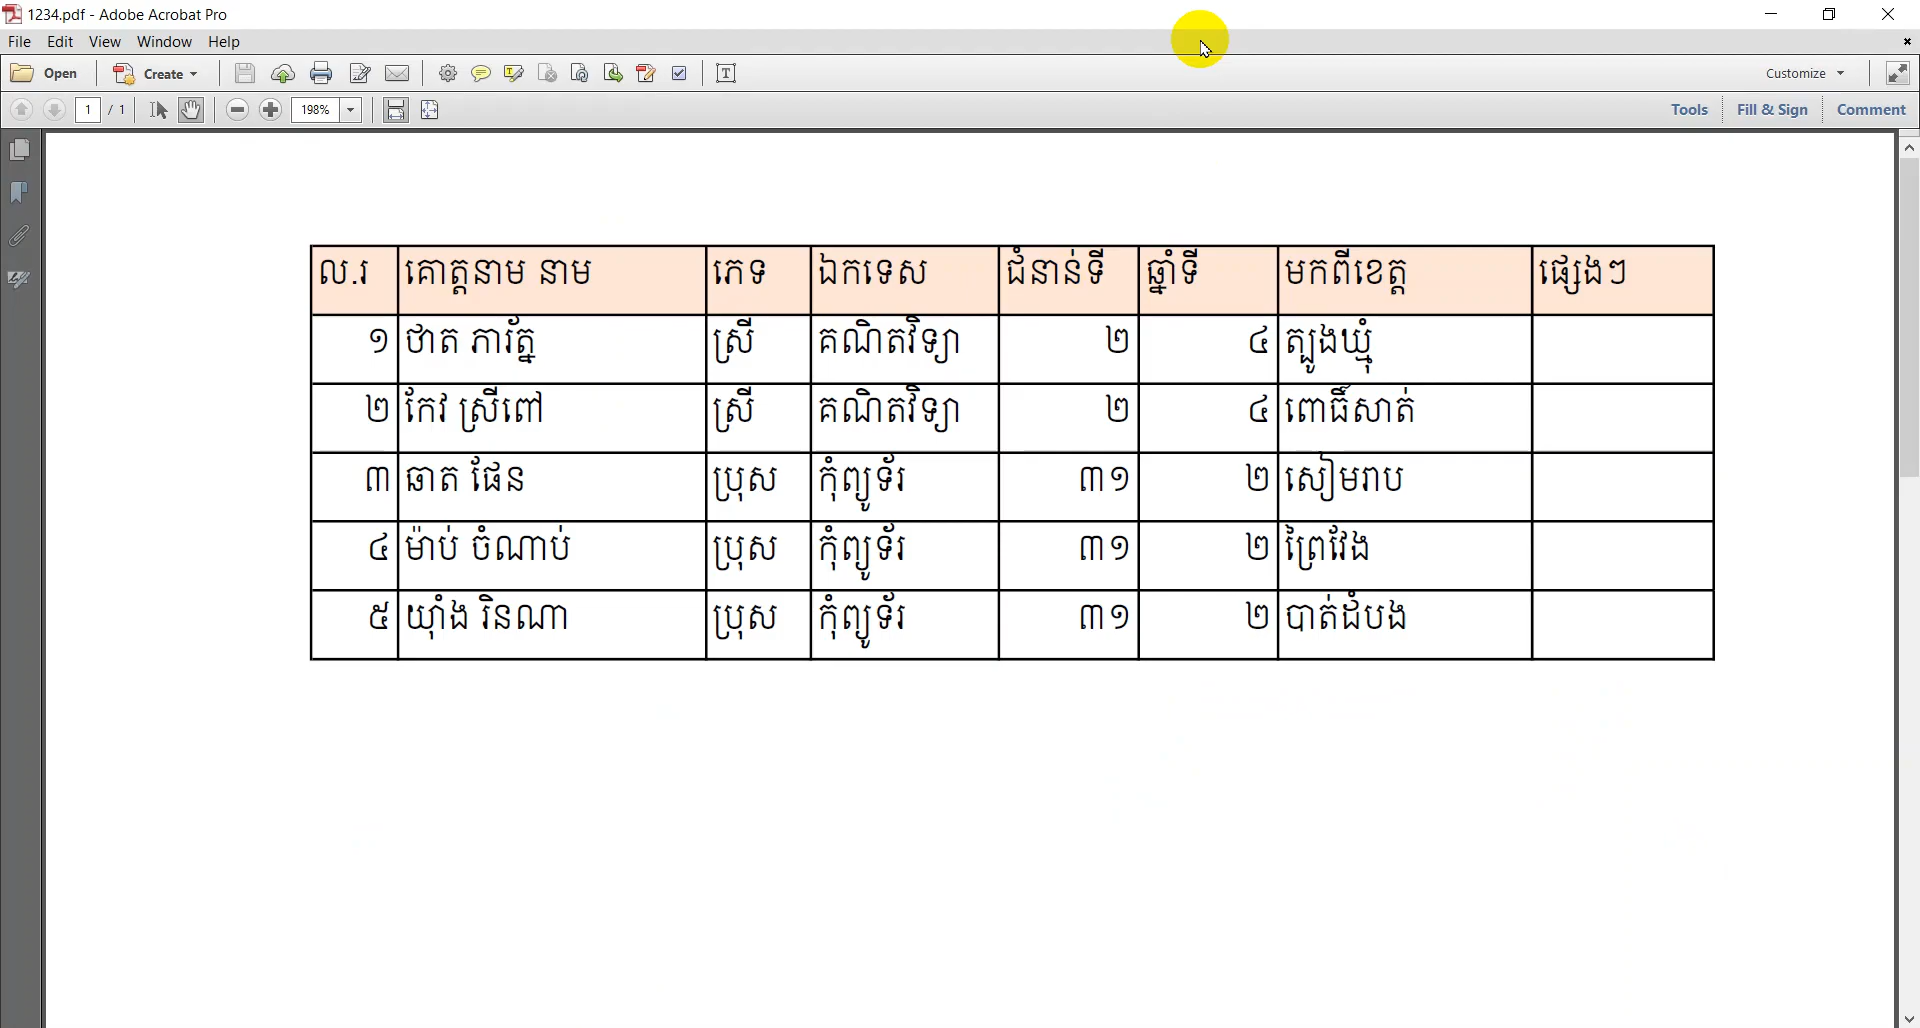 1234.pdf - Adobe Acrobat Pro
File Edit View Window Help
Open Create Customize
1 / 1 198% Tools Fill & Sign Comment
ល.រ គោត្តនាម នាម ភេទ ឯកទេស ជំនាន់ទី ឆ្នាំទី មកពីខេត្ត ផ្សេងៗ
១ ថាត ភារ័ត្ន ស្រី គណិតវិទ្យា ២ ៤ ត្បូងឃ្មុំ
២ កែវ ស្រីពៅ ស្រី គណិតវិទ្យា ២ ៤ ពោធិ៍សាត់
៣ ឆាត ផែន ប្រុស កុំព្យូទ័រ ៣១ ២ សៀមរាប
៤ ម៉ាប់ ចំណាប់ ប្រុស កុំព្យូទ័រ ៣១ ២ ព្រៃវែង
៥ យ៉ាំង រិនណា ប្រុស កុំព្យូទ័រ ៣១ ២ បាត់ដំបង